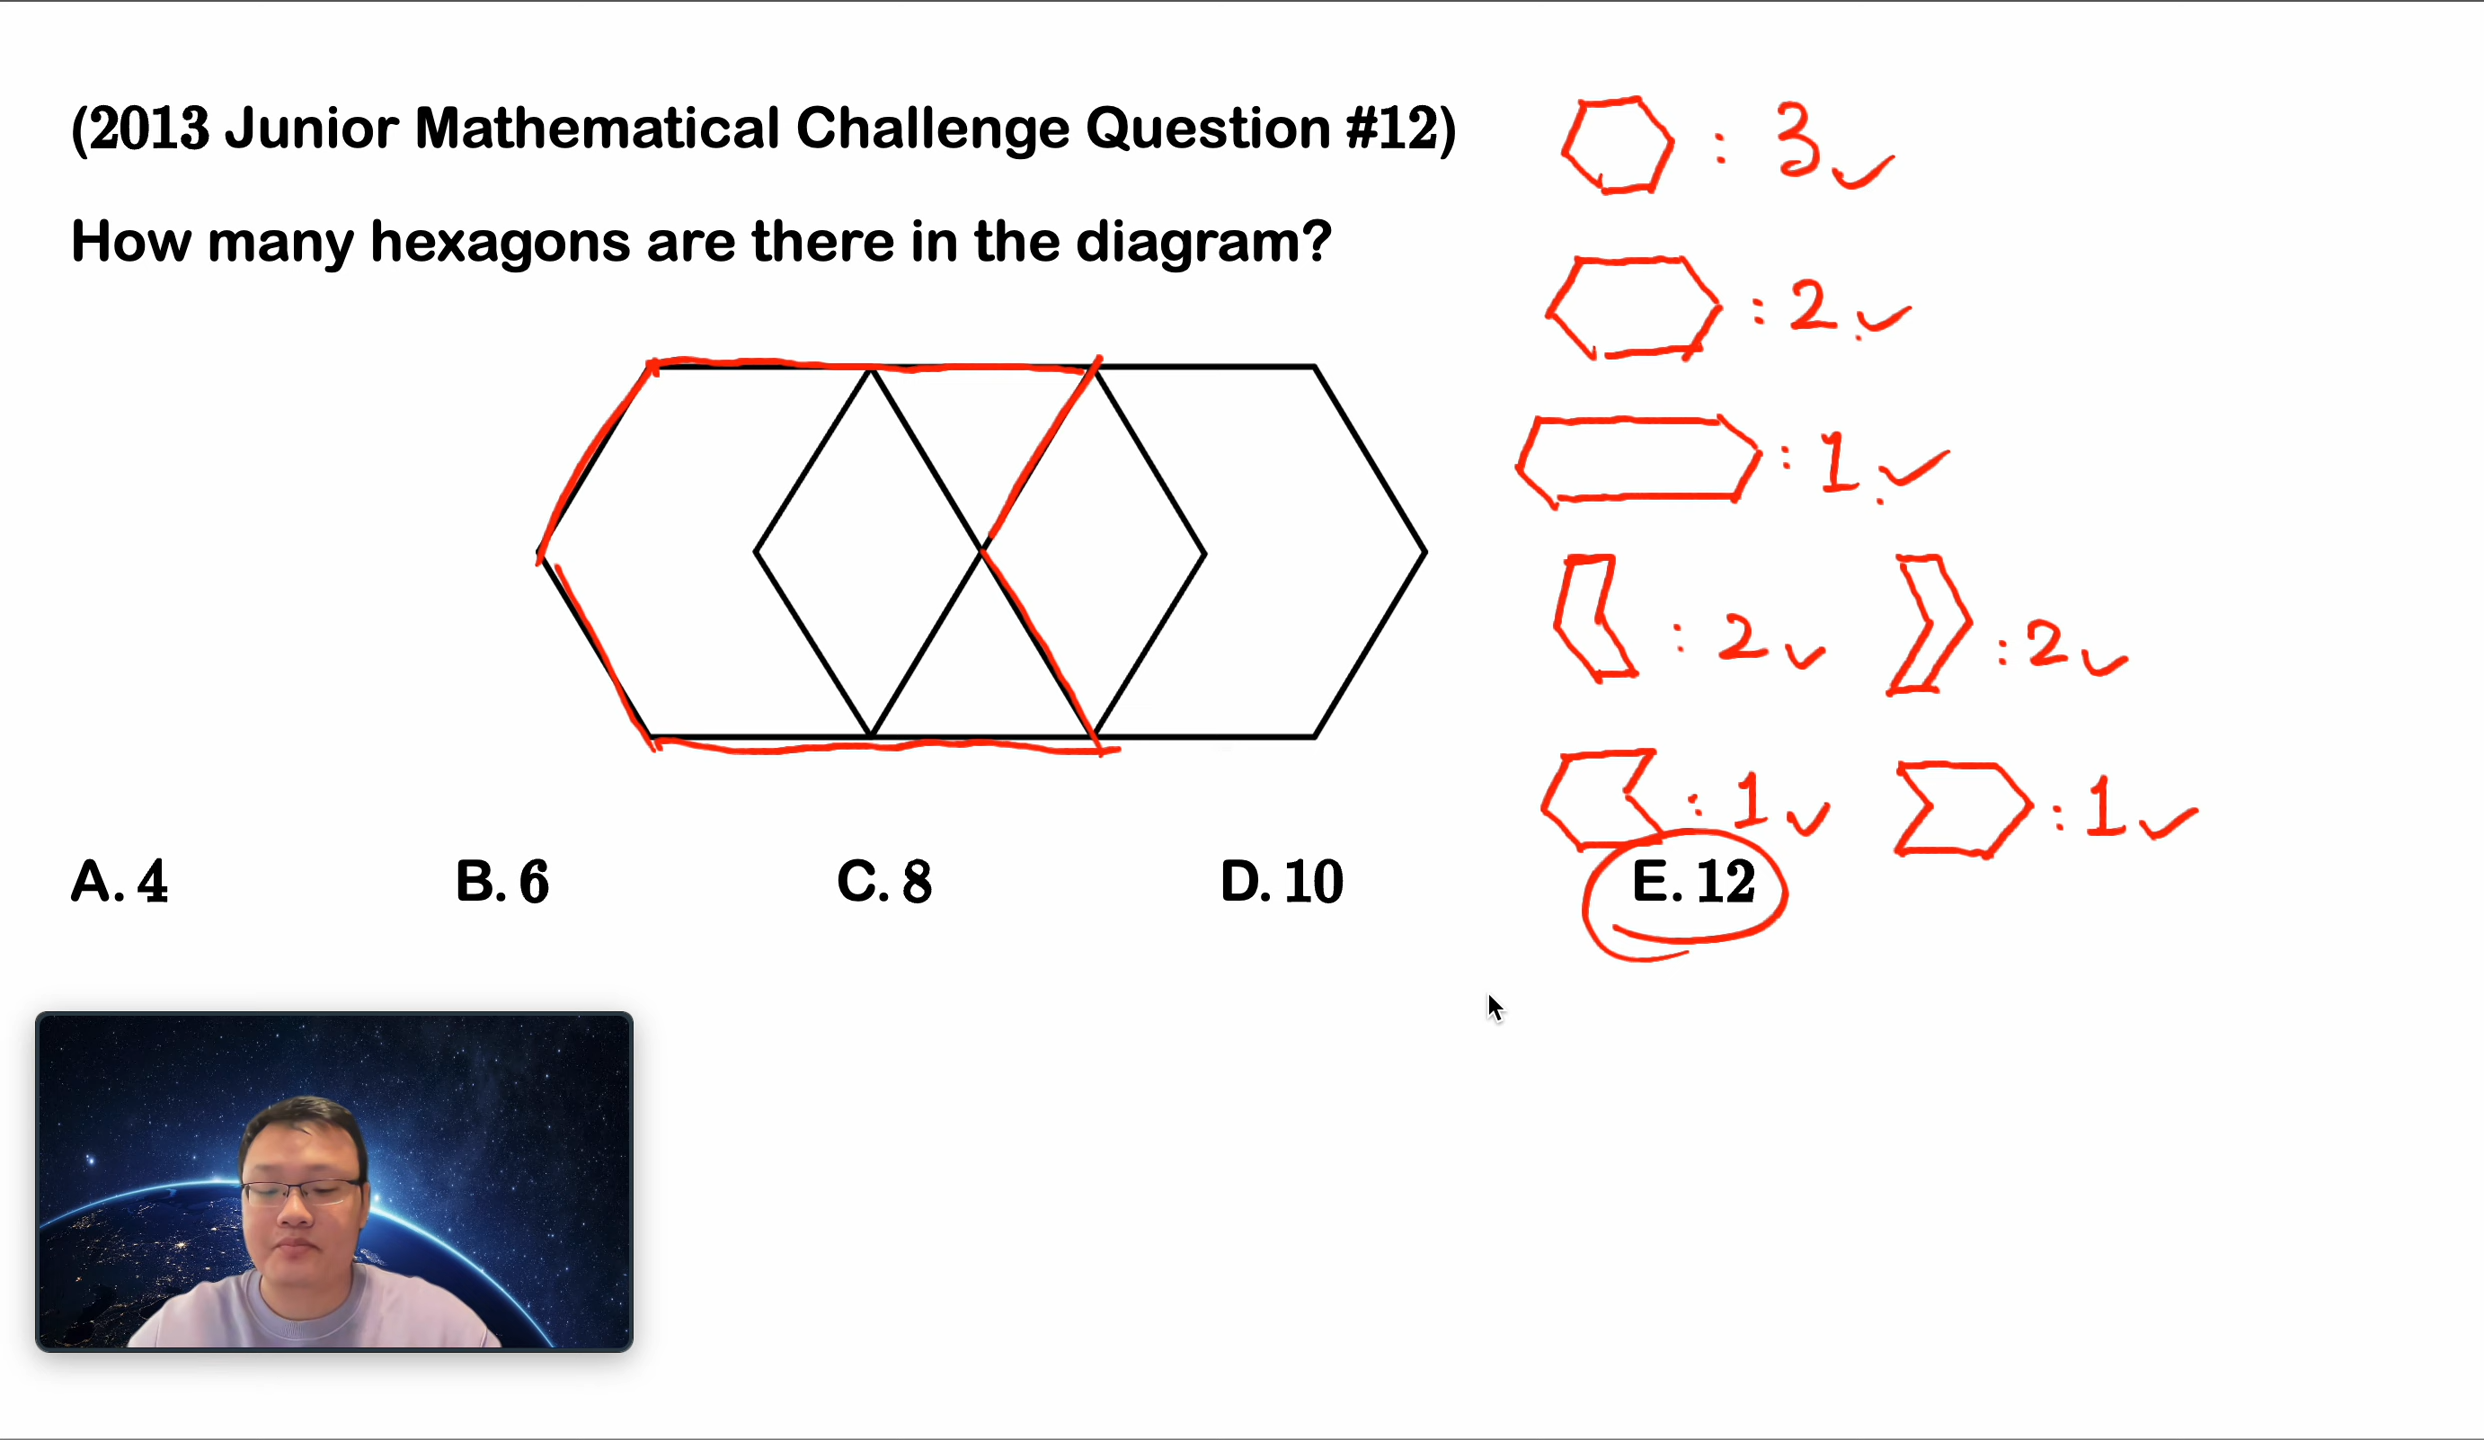 (2013 Junior Mathematical Challenge Question #12)
How many hexagons are there in the diagram?
: 3
: 2
: 1
: 2 : 2
: 1 : 1
A. 4 B. 6 C. 8 D. 10 E. 12